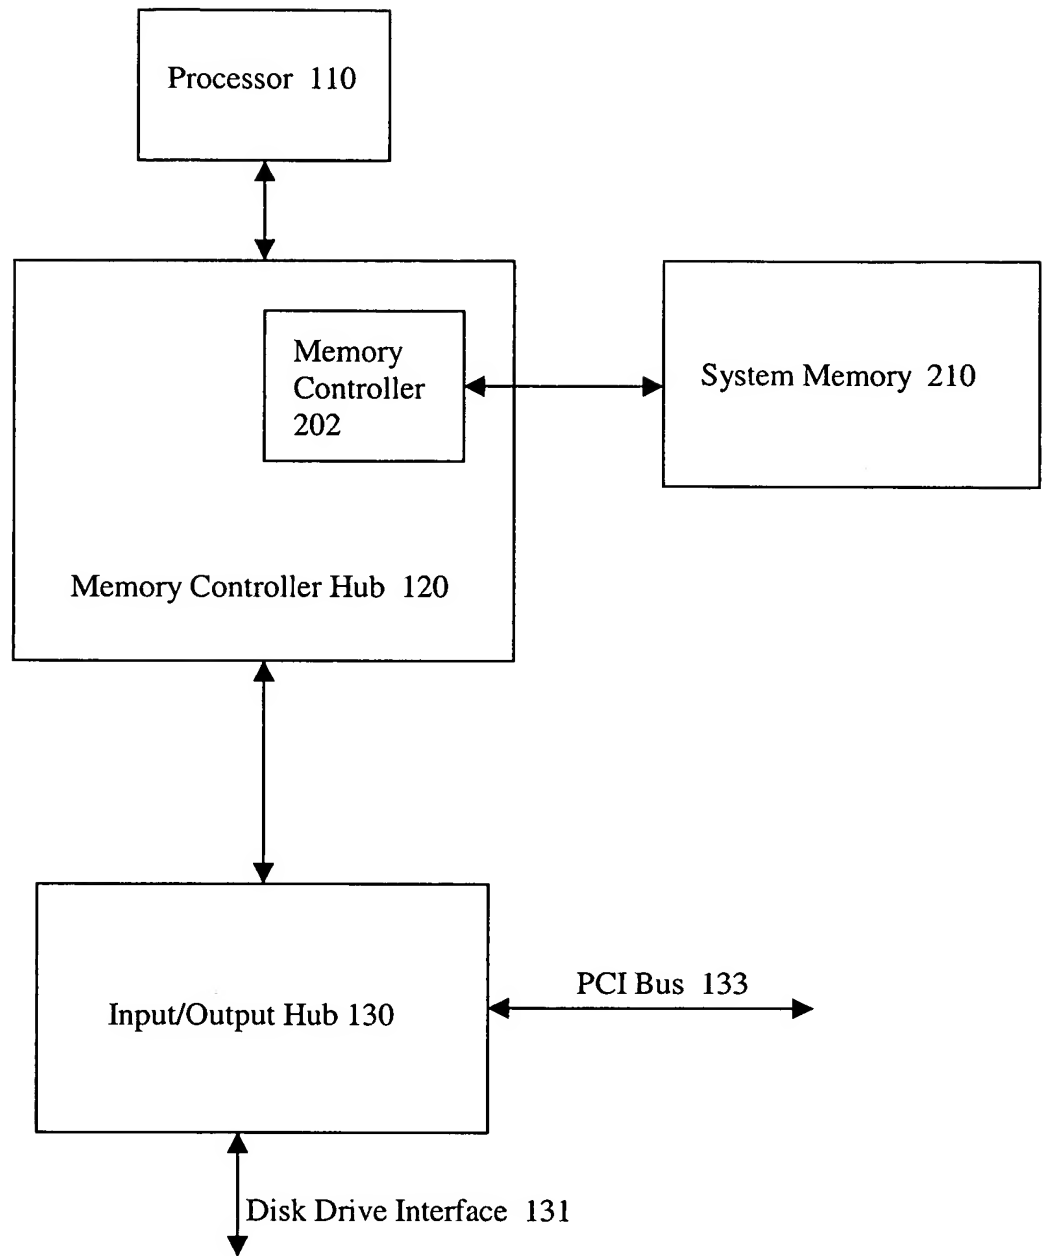 Processor 110
Memory
Controller
202
System Memory 210
Memory Controller Hub 120
PCI Bus 133
Input/Output Hub 130
Disk Drive Interface 131